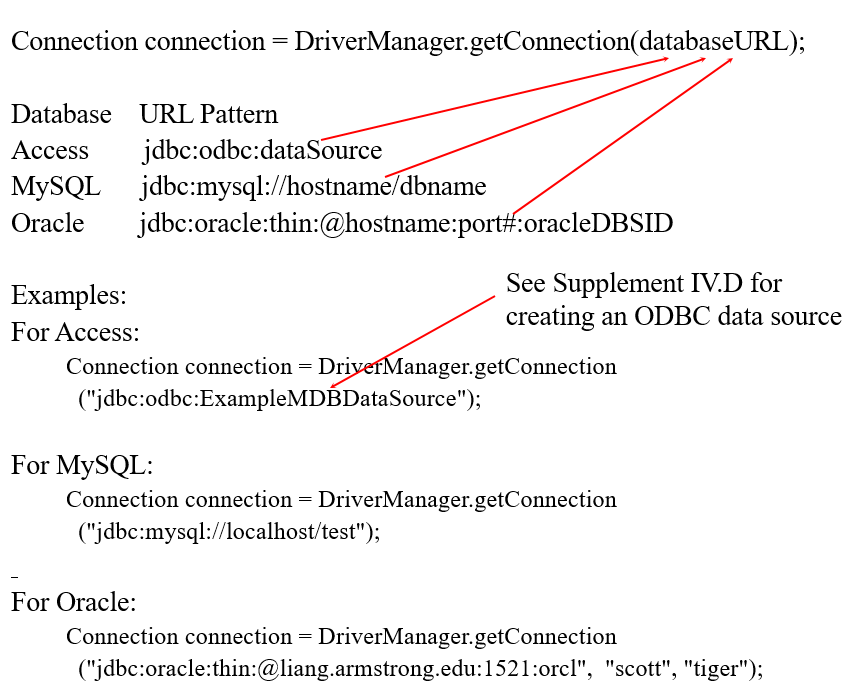 Connection connection = DriverManager.getConnection(databaseURL);
Database URL Pattern
Access jdbc:odbc:dataSource
MySQL jdbc:mysql://hostname/dbname
Oracle jdbc:oracle:thin:@hostname:port#:oracleDBSID
See Supplement IV.D for
creating an ODBC data source
Examples:
For Access:
Connection connection = DriverManager.getConnection
("jdbc:odbc:ExampleMDBDataSource");
For MySQL:
Connection connection = DriverManager.getConnection
("jdbc:mysql://localhost/test");
For Oracle:
Connection connection = DriverManager.getConnection
("jdbc:oracle:thin:@liang.armstrong.edu:1521:orcl", "scott", "tiger");